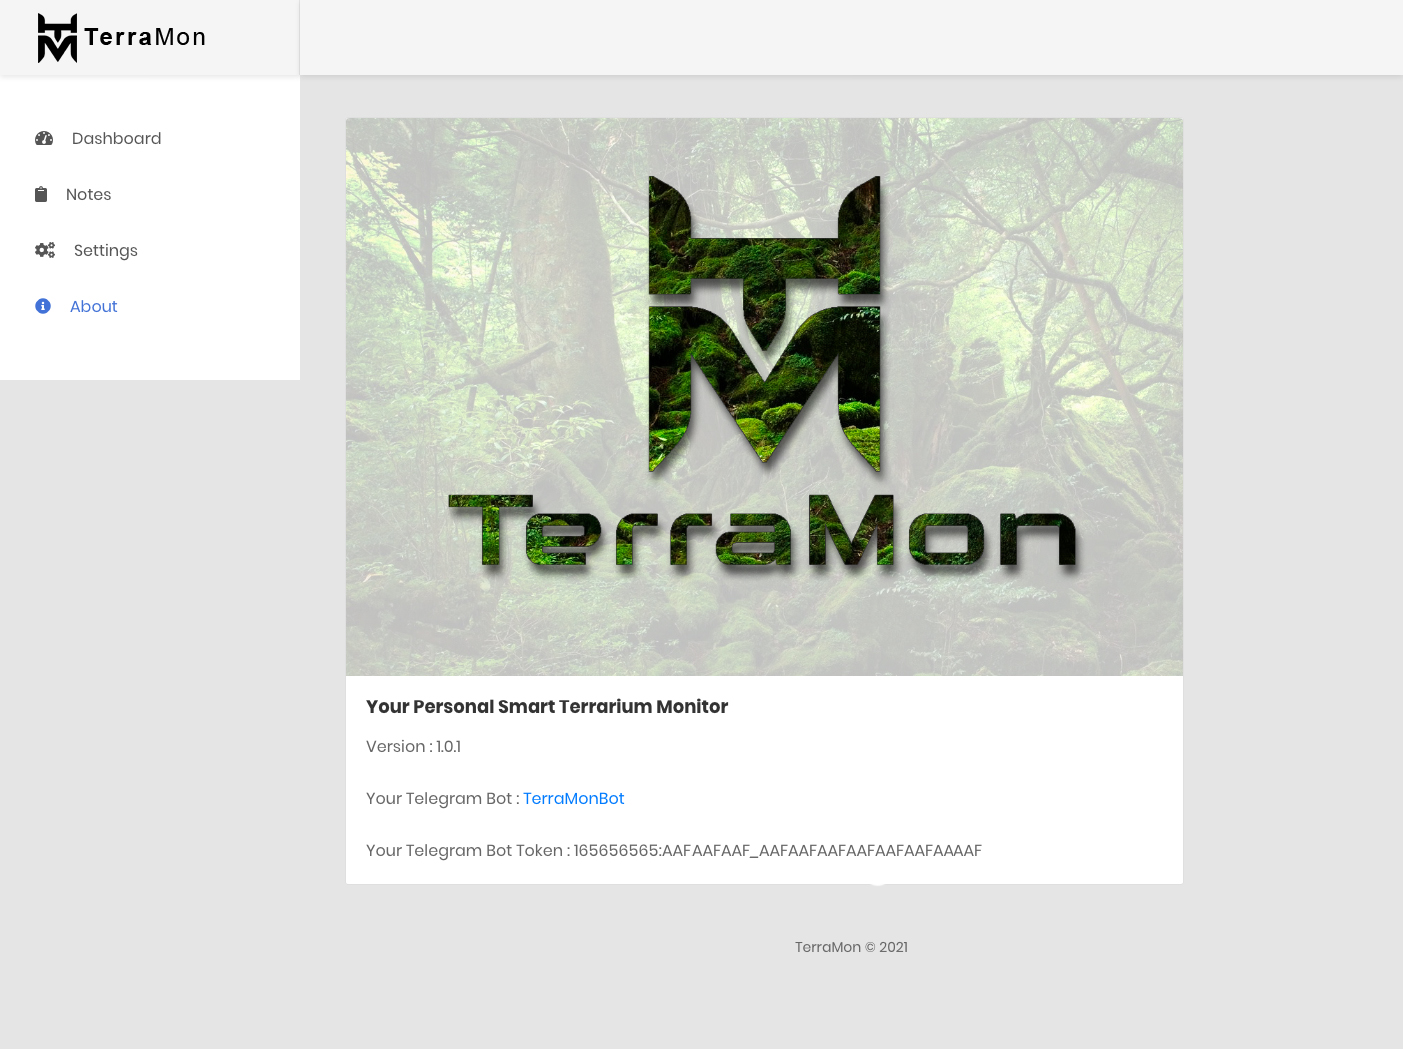 TerraMon
Dashboard
Notes
Settings
About
TerraMon
Your Personal Smart Terrarium Monitor
Version : 1.0.1
Your Telegram Bot : TerraMonBot
Your Telegram Bot Token : 165656565:AAFAAFAAF_AAFAAFAAFAAFAAFAAFAAAAF
TerraMon © 2021